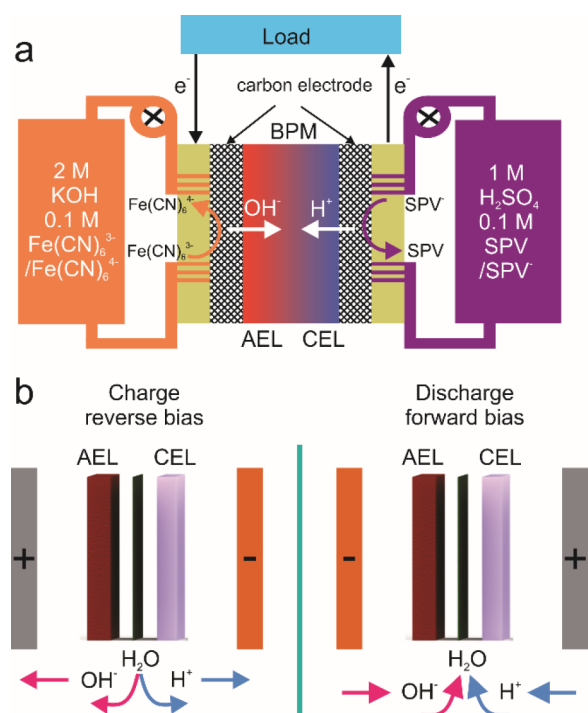 a
Load
e⁻
carbon electrode
e⁻
BPM
2 M
KOH
0.1 M
Fe(CN)₆³⁻
/Fe(CN)₆⁴⁻
Fe(CN)₆⁴⁻
Fe(CN)₆³⁻
OH⁻
H⁺
SPV⁻
SPV
1 M
H₂SO₄
0.1 M
SPV
/SPV⁻
AEL
CEL
b
Charge
reverse bias
AEL
CEL
+
-
H₂O
OH⁻
H⁺
Discharge
forward bias
AEL
CEL
-
+
H₂O
OH⁻
H⁺